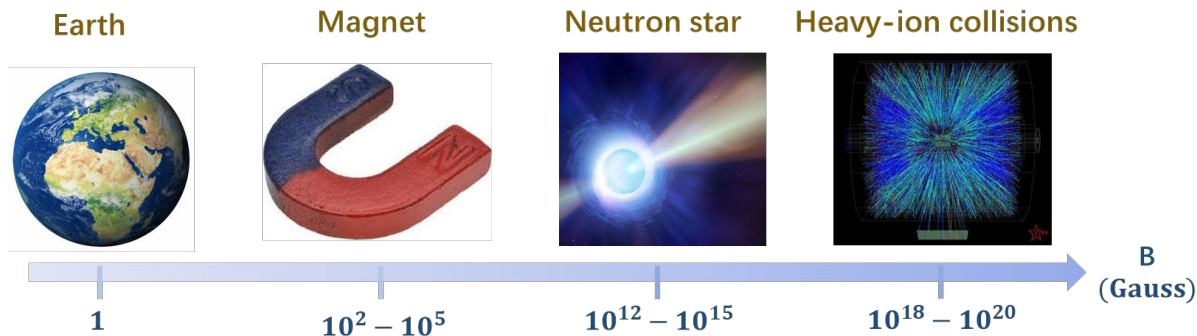 Earth Magnet Neutron star Heavy-ion collisions
S
N
B
(Gauss)
1 10² − 10⁵ 10¹² − 10¹⁵ 10¹⁸ − 10²⁰